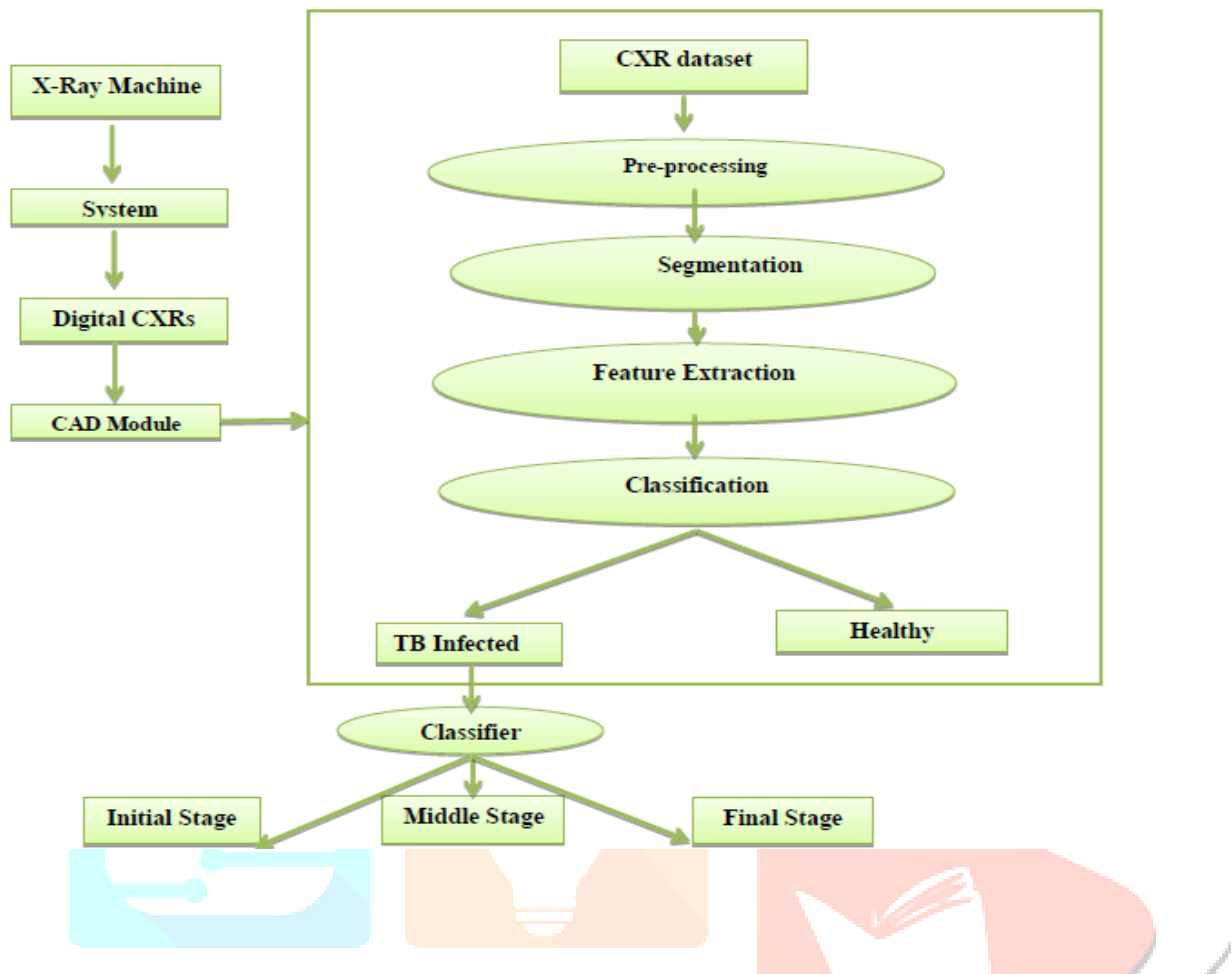 X-Ray Machine
System
Digital CXRs
CAD Module
CXR dataset
Pre-processing
Segmentation
Feature Extraction
Classification
TB Infected
Healthy
Classifier
Initial Stage
Middle Stage
Final Stage